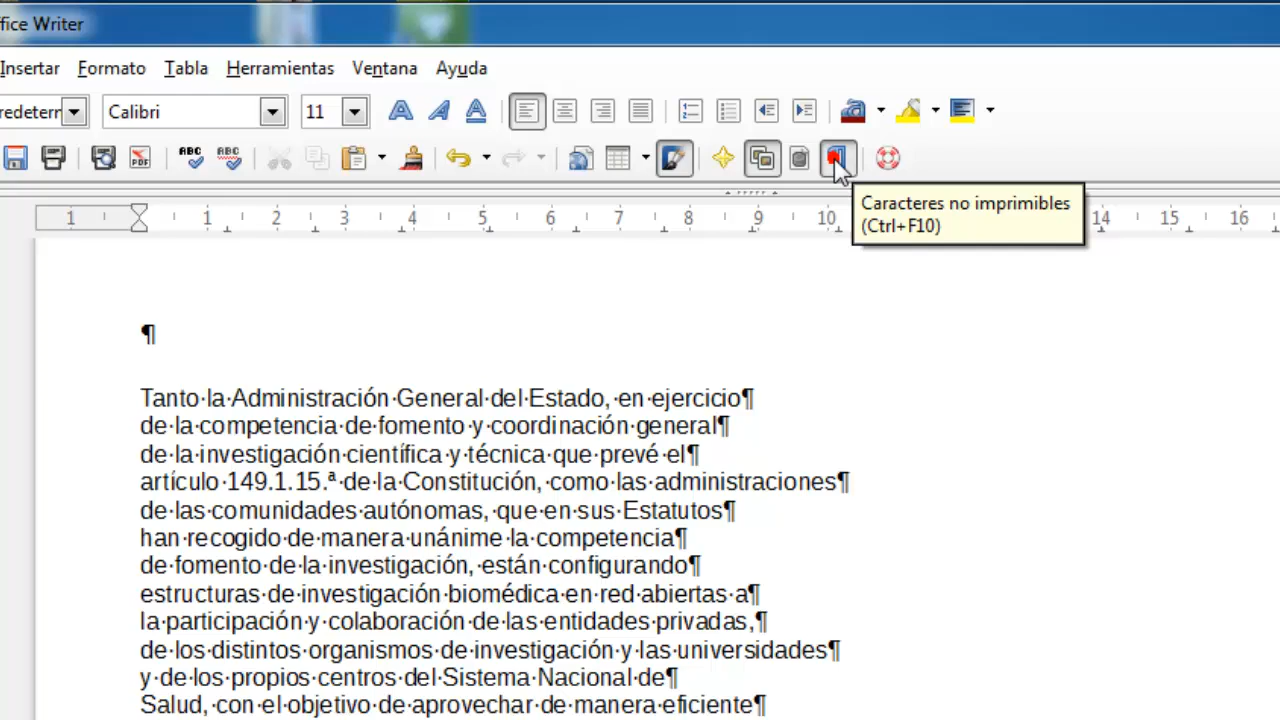 fice Writer
Insertar Formato Tabla Herramientas Ventana Ayuda
redetern Calibri 11
PDF ABC ABC
Caracteres no imprimibles
(Ctrl+F10)
1 1 2 3 4 5 6 7 8 9 10 14 15 16
¶
Tanto·la·Administración·General·del·Estado,·en·ejercicio¶
de·la·competencia·de·fomento·y·coordinación·general¶
de·la·investigación·científica·y·técnica·que·prevé·el¶
artículo·149.1.15.ª·de·la·Constitución,·como·las·administraciones¶
de·las·comunidades·autónomas,·que·en·sus·Estatutos¶
han·recogido·de·manera·unánime·la·competencia¶
de·fomento·de·la·investigación,·están·configurando¶
estructuras·de·investigación·biomédica·en·red·abiertas·a¶
la·participación·y·colaboración·de·las·entidades·privadas,¶
de·los·distintos·organismos·de·investigación·y·las·universidades¶
y·de·los·propios·centros·del·Sistema·Nacional·de¶
Salud,·con·el·objetivo·de·aprovechar·de·manera·eficiente¶